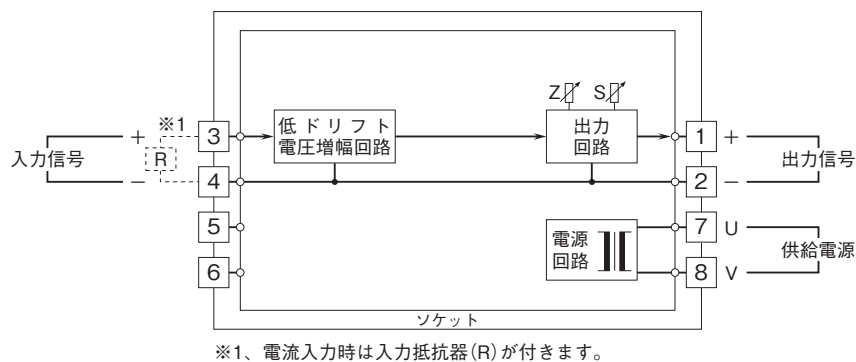 Z S
※1
入力信号
+
R
−
3
4
5
6
低ドリフト
電圧増幅回路
出力
回路
電源
回路
1 +
2 −
7 U
8 V
出力信号
供給電源
ソケット
※1、電流入力時は入力抵抗器(R)が付きます。